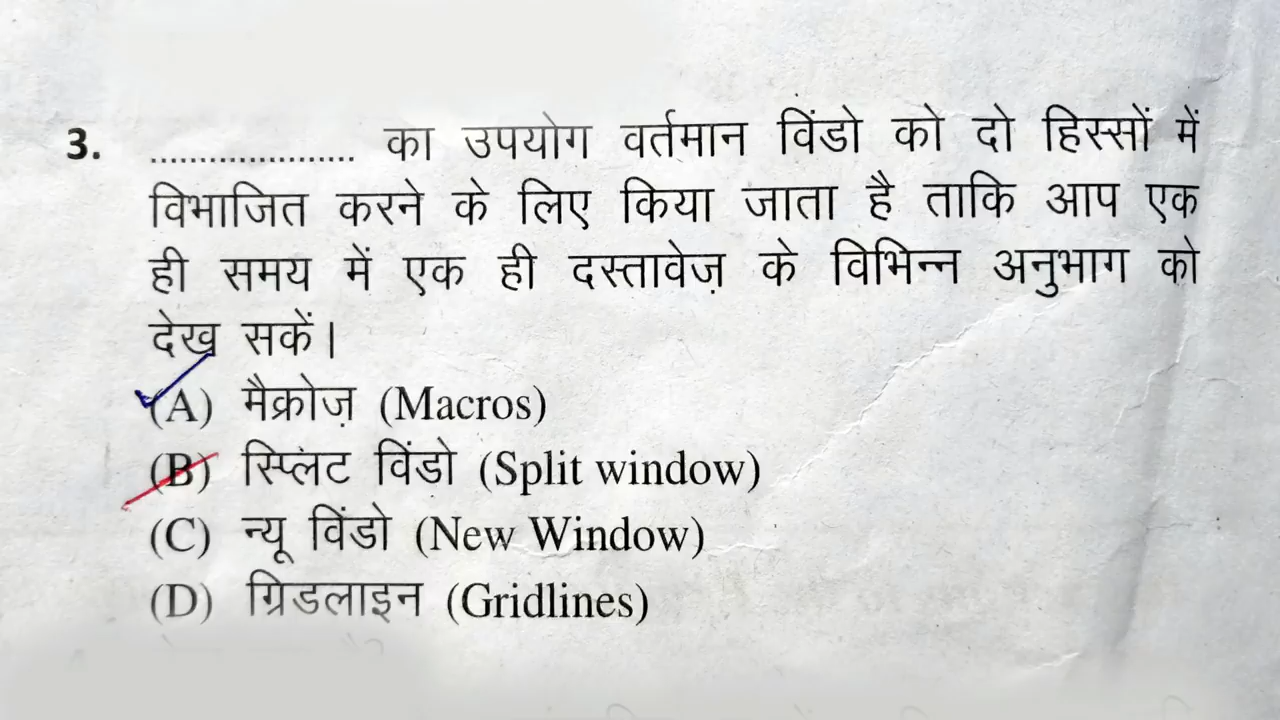 3. ..................... का उपयोग वर्तमान विंडो को दो हिस्सों में
विभाजित करने के लिए किया जाता है ताकि आप एक
ही समय में एक ही दस्तावेज़ के विभिन्न अनुभाग को
देख सकें।
(A) मैक्रोज़ (Macros)
(B) स्प्लिट विंडो (Split window)
(C) न्यू विंडो (New Window)
(D) ग्रिडलाइन (Gridlines)